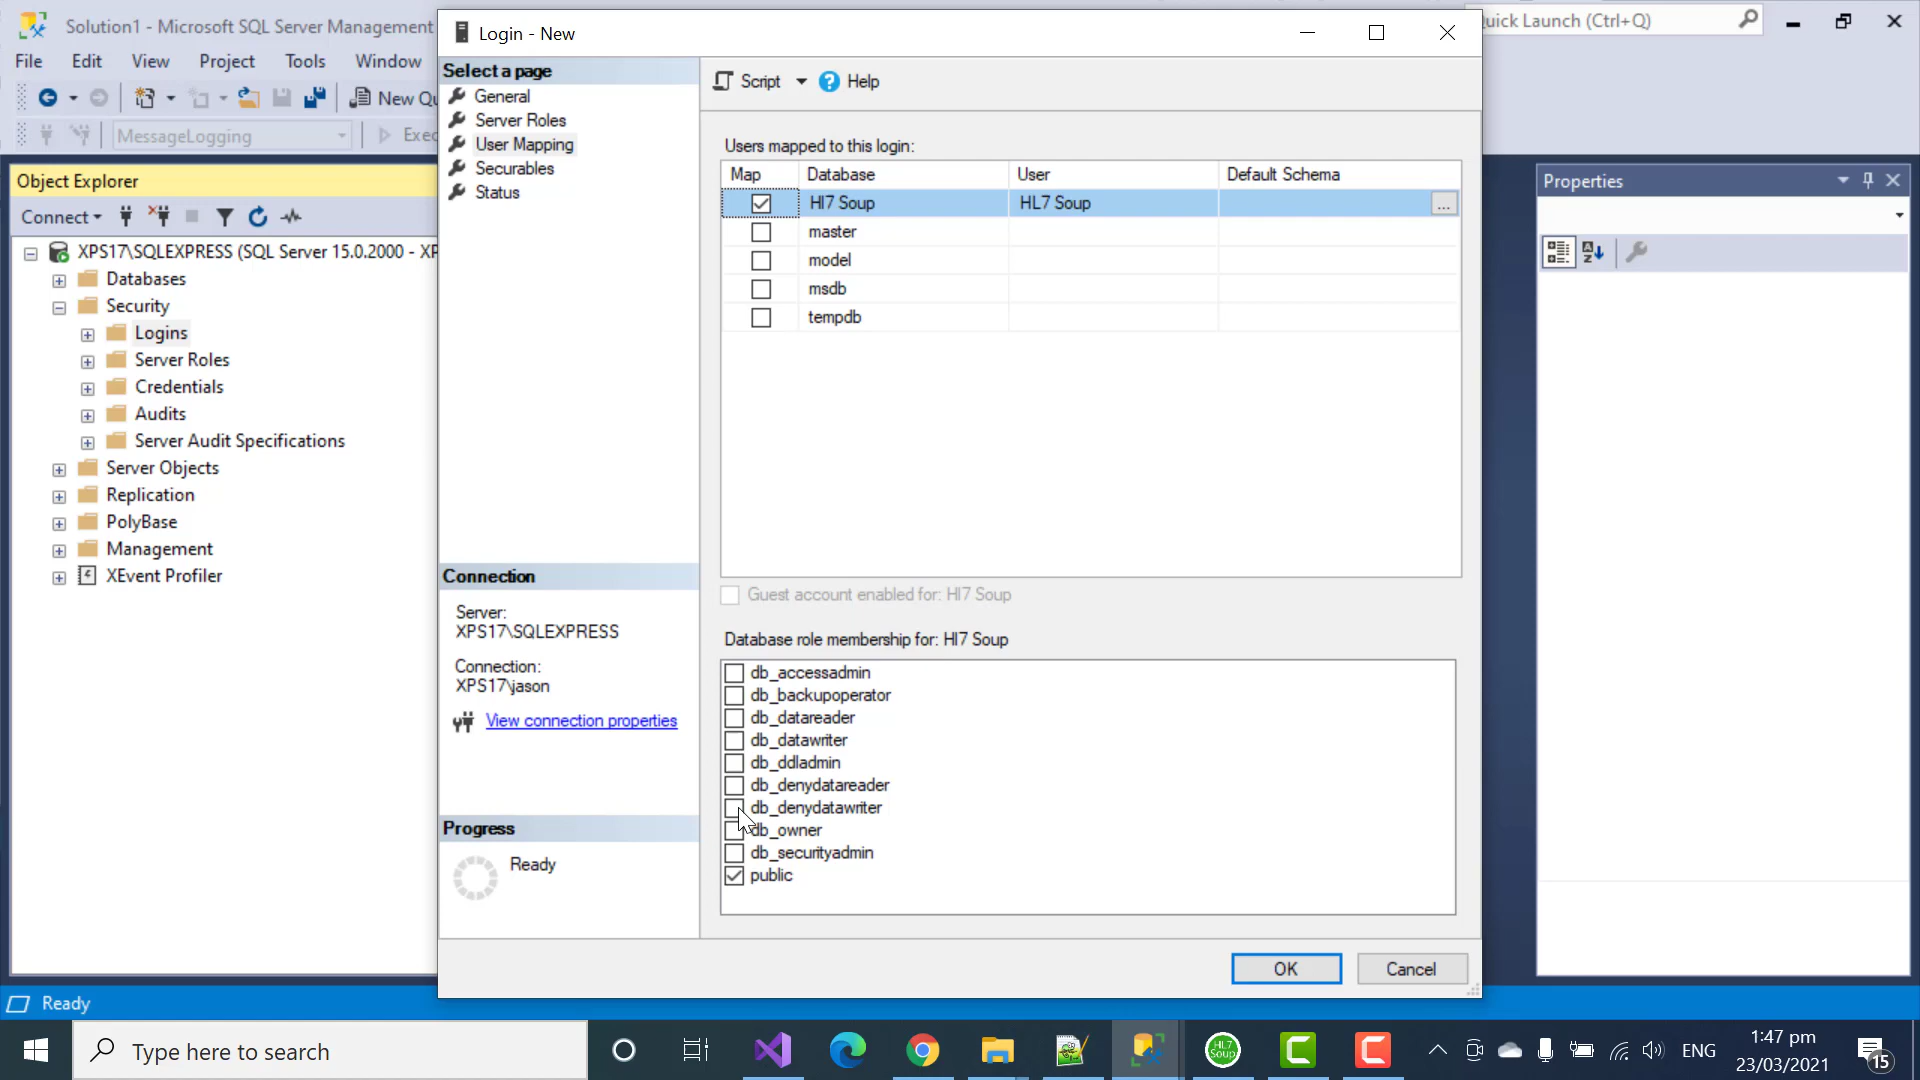 Solution1 - Microsoft SQL Server Management
Login - New
uick Launch (Ctrl+Q)
File Edit View Project Tools Window
New Qu
MessageLogging
Exec
Object Explorer
Connect
XPS17\SQLEXPRESS (SQL Server 15.0.2000 - XP
Databases
Security
Logins
Server Roles
Credentials
Audits
Server Audit Specifications
Server Objects
Replication
PolyBase
Management
XEvent Profiler
Select a page
General
Server Roles
User Mapping
Securables
Status
Connection
Server:
XPS17\SQLEXPRESS
Connection:
XPS17\jason
View connection properties
Progress
Ready
Script Help
Users mapped to this login:
Map Database User Default Schema
Hl7 Soup HL7 Soup ...
master
model
msdb
tempdb
Guest account enabled for: Hl7 Soup
Database role membership for: Hl7 Soup
db_accessadmin
db_backupoperator
db_datareader
db_datawriter
db_ddladmin
db_denydatareader
db_denydatawriter
db_owner
db_securityadmin
public
OK Cancel
Properties
Ready
Type here to search
HL7 Soup
ENG
1:47 pm
23/03/2021
15